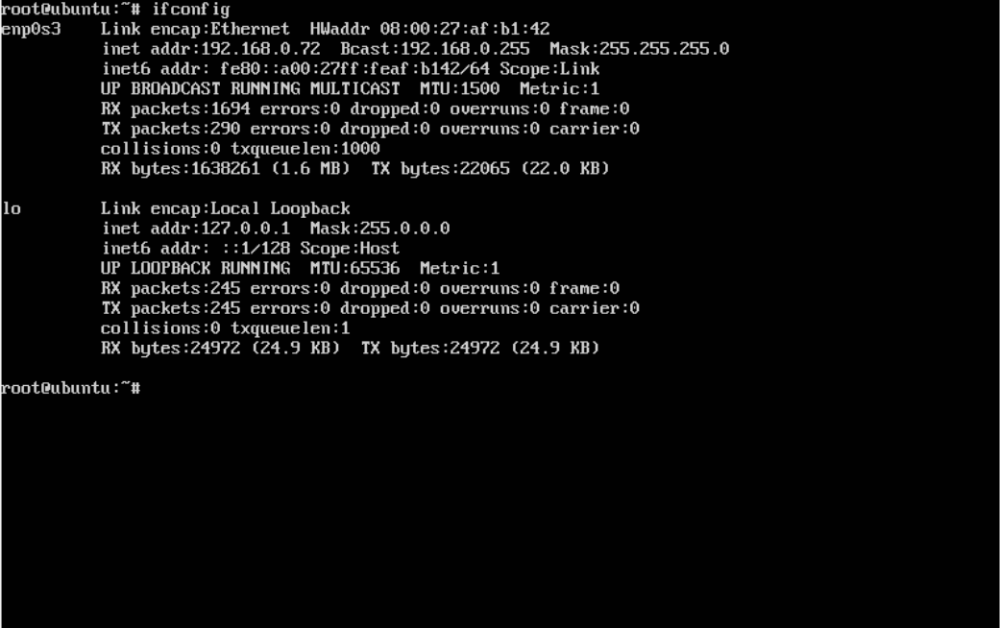 root@ubuntu:~# ifconfig
enp0s3    Link encap:Ethernet  HWaddr 08:00:27:af:b1:42
          inet addr:192.168.0.72  Bcast:192.168.0.255  Mask:255.255.255.0
          inet6 addr: fe80::a00:27ff:feaf:b142/64 Scope:Link
          UP BROADCAST RUNNING MULTICAST  MTU:1500  Metric:1
          RX packets:1694 errors:0 dropped:0 overruns:0 frame:0
          TX packets:290 errors:0 dropped:0 overruns:0 carrier:0
          collisions:0 txqueuelen:1000
          RX bytes:1638261 (1.6 MB)  TX bytes:22065 (22.0 KB)

lo        Link encap:Local Loopback
          inet addr:127.0.0.1  Mask:255.0.0.0
          inet6 addr: ::1/128 Scope:Host
          UP LOOPBACK RUNNING  MTU:65536  Metric:1
          RX packets:245 errors:0 dropped:0 overruns:0 frame:0
          TX packets:245 errors:0 dropped:0 overruns:0 carrier:0
          collisions:0 txqueuelen:1
          RX bytes:24972 (24.9 KB)  TX bytes:24972 (24.9 KB)

root@ubuntu:~#